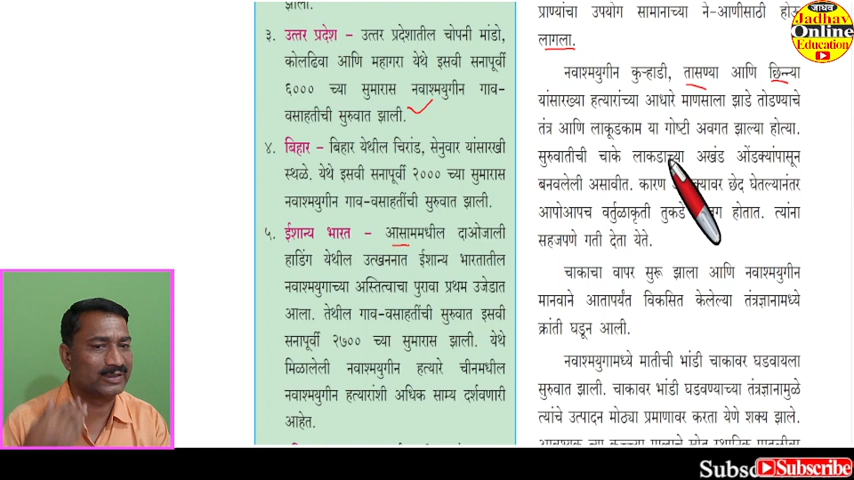 झाला.
३. उत्तर प्रदेश – उत्तर प्रदेशातील चोपनी मांडो,
कोलढिवा आणि महागरा येथे इसवी सनापूर्वी
६००० च्या सुमारास नवाश्मयुगीन गाव-
वसाहतीची सुरुवात झाली.
४. बिहार – बिहार येथील चिरांड, सेनुवार यांसारखी
स्थळे. येथे इसवी सनापूर्वी २००० च्या सुमारास
नवाश्मयुगीन गाव-वसाहतींची सुरुवात झाली.
५. ईशान्य भारत – आसाममधील दाओजाली
हाडिंग येथील उत्खननात ईशान्य भारतातील
नवाश्मयुगाच्या अस्तित्वाचा पुरावा प्रथम उजेडात
आला. तेथील गाव-वसाहतींची सुरुवात इसवी
सनापूर्वी २७०० च्या सुमारास झाली. येथे
मिळालेली नवाश्मयुगीन हत्यारे चीनमधील
नवाश्मयुगीन हत्यारांशी अधिक साम्य दर्शवणारी
आहेत.
प्राण्यांचा उपयोग सामानाच्या ने-आणीसाठी होऊ
लागला.
नवाश्मयुगीन कुऱ्हाडी, तासण्या आणि छिन्न्या
यांसारख्या हत्यारांच्या आधारे माणसाला झाडे तोडण्याचे
तंत्र आणि लाकूडकाम या गोष्टी अवगत झाल्या होत्या.
सुरुवातीची चाके लाकडाच्या अखंड ओंडक्यांपासून
बनवलेली असावीत. कारण छेद घेतल्यानंतर
आपोआपच वर्तुळाकृती तुकडे होतात. त्यांना
सहजपणे गती देता येते.
चाकाचा वापर सुरू झाला आणि नवाश्मयुगीन
मानवाने आतापर्यंत विकसित केलेल्या तंत्रज्ञानामध्ये
क्रांती घडून आली.
नवाश्मयुगामध्ये मातीची भांडी चाकावर घडवायला
सुरुवात झाली. चाकावर भांडी घडवण्याच्या तंत्रज्ञानामुळे
त्यांचे उत्पादन मोठ्या प्रमाणावर करता येणे शक्य झाले.
जाधव
Jadhav
Online
Education
Subscribe